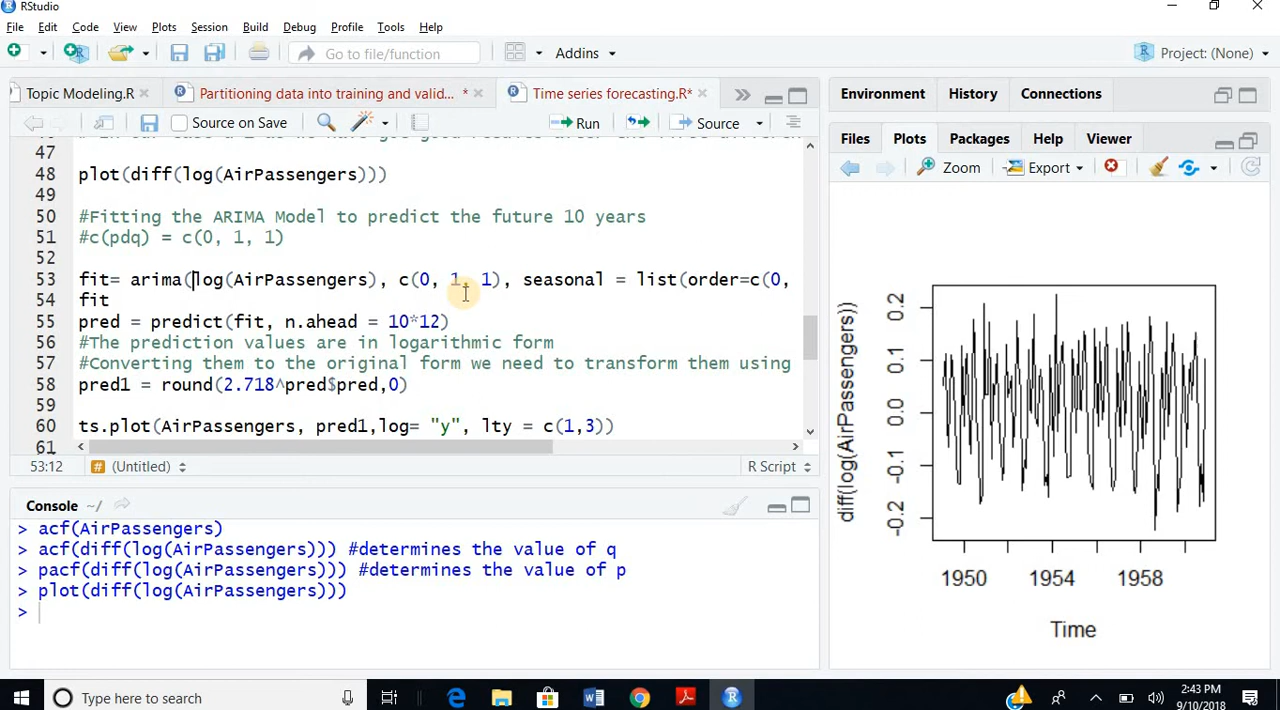 RStudio
File Edit Code View Plots Session Build Debug Profile Tools Help
Go to file/function Addins Project: (None)
Topic Modeling.R Partitioning data into training and valid... * Time series forecasting.R*
Source on Save Run Source
47
48 plot(diff(log(AirPassengers)))
49
50 #Fitting the ARIMA Model to predict the future 10 years
51 #c(pdq) = c(0, 1, 1)
52
53 fit= arima(log(AirPassengers), c(0, 1, 1), seasonal = list(order=c(0,
54 fit
55 pred = predict(fit, n.ahead = 10*12)
56 #The prediction values are in logarithmic form
57 #Converting them to the original form we need to transform them using
58 pred1 = round(2.718^pred$pred,0)
59
60 ts.plot(AirPassengers, pred1,log= "y", lty = c(1,3))
61
53:12 (Untitled) R Script
Console ~/
> acf(AirPassengers)
> acf(diff(log(AirPassengers))) #determines the value of q
> pacf(diff(log(AirPassengers))) #determines the value of p
> plot(diff(log(AirPassengers)))
>
Environment History Connections
Files Plots Packages Help Viewer
Zoom Export
diff(log(AirPassengers))
0.2
0.1
0.0
-0.1
-0.2
1950 1954 1958
Time
Type here to search
2:43 PM
9/10/2018